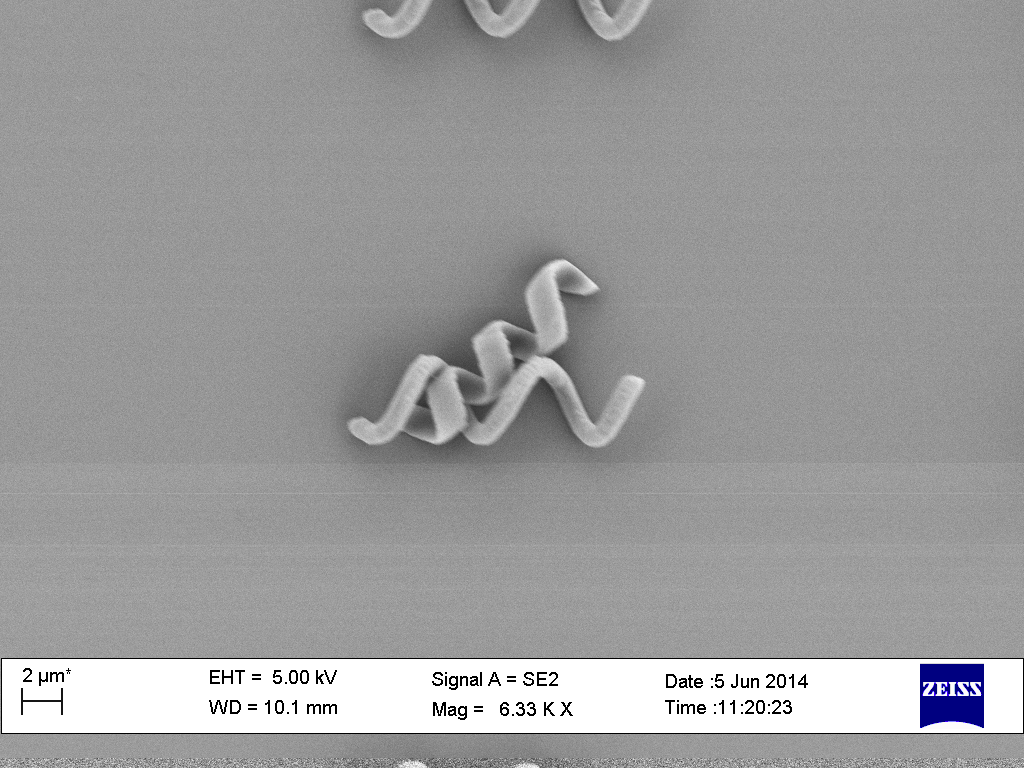 2 µm*
EHT = 5.00 kV
WD = 10.1 mm
Signal A = SE2
Mag = 6.33 K X
Date :5 Jun 2014
Time :11:20:23
ZEISS